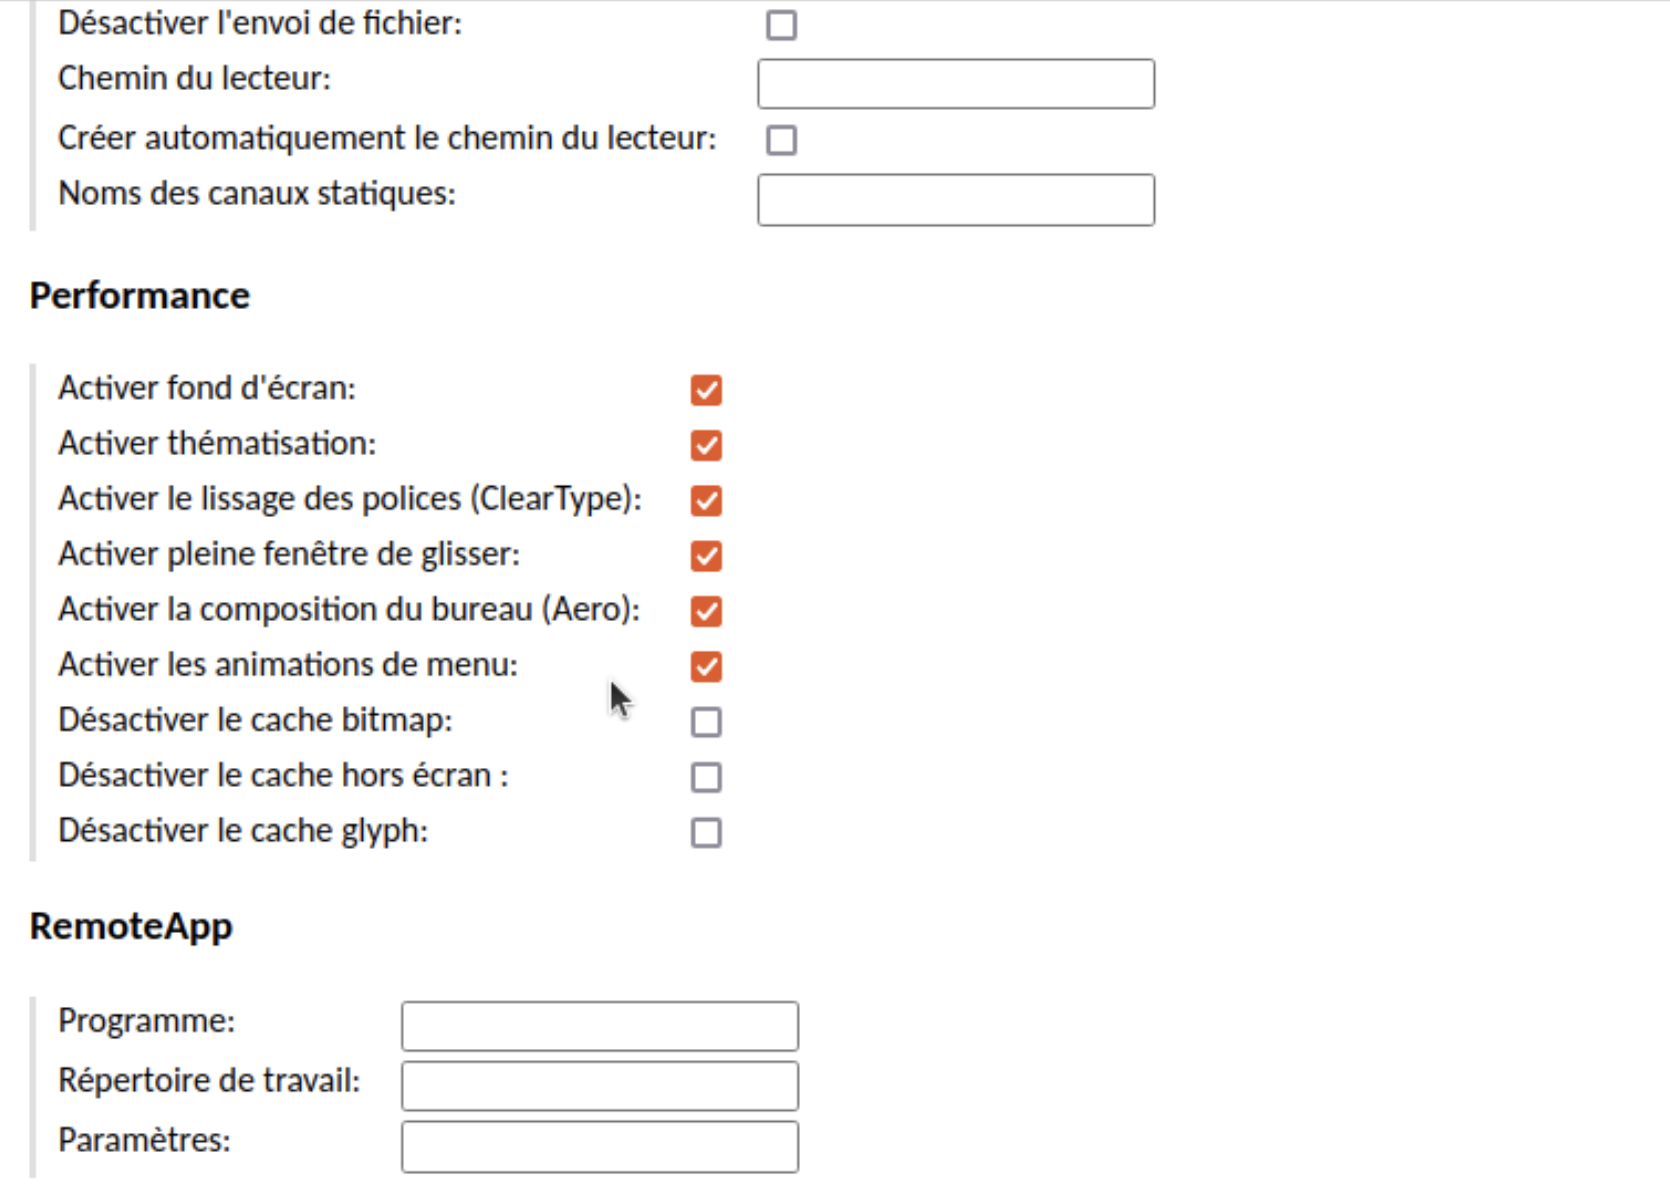 Désactiver l'envoi de fichier:
Chemin du lecteur:
Créer automatiquement le chemin du lecteur:
Noms des canaux statiques:
Performance
Activer fond d'écran:
Activer thématisation:
Activer le lissage des polices (ClearType):
Activer pleine fenêtre de glisser:
Activer la composition du bureau (Aero):
Activer les animations de menu:
Désactiver le cache bitmap:
Désactiver le cache hors écran :
Désactiver le cache glyph:
RemoteApp
Programme:
Répertoire de travail:
Paramètres: